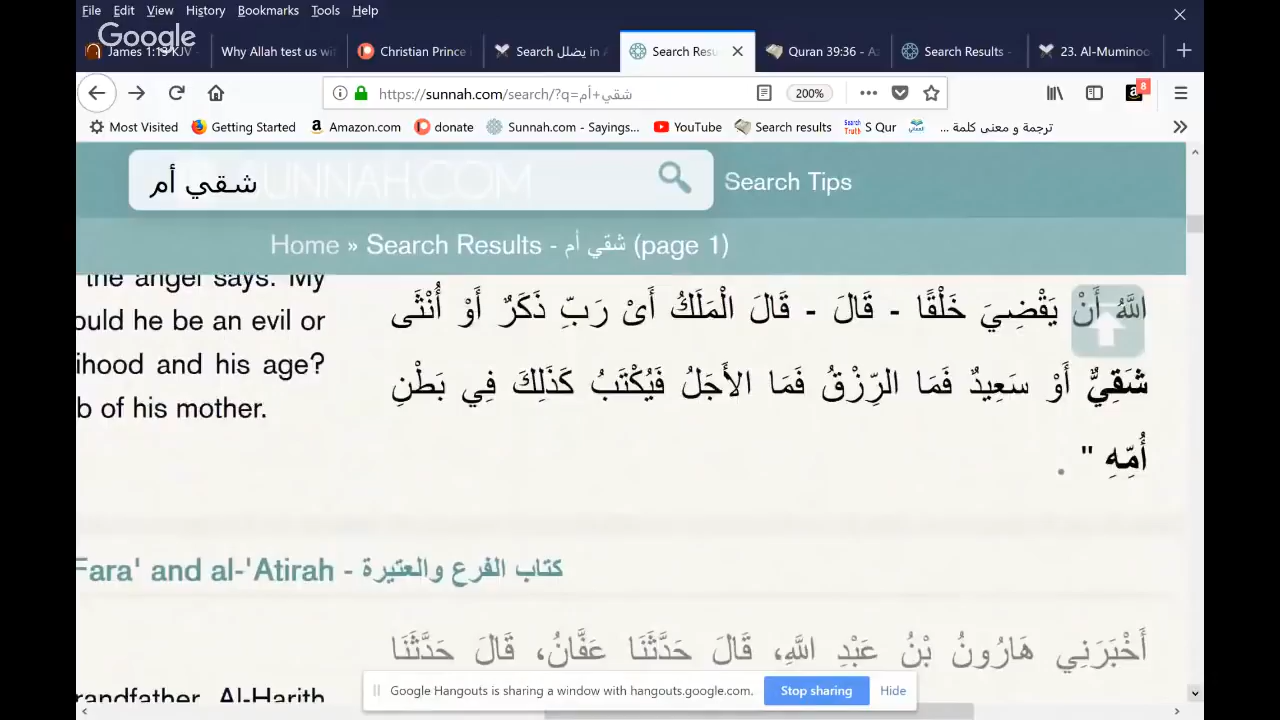 File Edit View History Bookmarks Tools Help
Google
James 1:13 KJV
Why Allah test us wi
Christian Prince
Search يضلل in
Search Resu
Quran 39:36 - A
Search Results -
23. Al-Muminoo
https://sunnah.com/search/?q=شقي+أم
200%
8
Most Visited Getting Started Amazon.com donate Sunnah.com - Sayings... YouTube Search results S Qur ترجمة و معنى كلمة ...
SUNNAH.COM
شقي أم
Search Tips
Home » Search Results - شقي أم (page 1)
the angel says: My
ould he be an evil or
ihood and his age?
b of his mother.
اللَّهُ أَنْ يَقْضِيَ خَلْقًا - قَالَ - قَالَ الْمَلَكُ أَىْ رَبِّ ذَكَرٌ أَوْ أُنْثَى
شَقِيٌّ أَوْ سَعِيدٌ فَمَا الرِّزْقُ فَمَا الأَجَلُ فَيُكْتَبُ كَذَلِكَ فِي بَطْنِ
أُمِّهِ " .
Fara' and al-'Atirah - كتاب الفرع والعتيرة
أَخْبَرَنِي هَارُونُ بْنُ عَبْدِ اللَّهِ، قَالَ حَدَّثَنَا عَفَّانُ، قَالَ حَدَّثَنَا
randfather, Al-Harith
Google Hangouts is sharing a window with hangouts.google.com. Stop sharing Hide